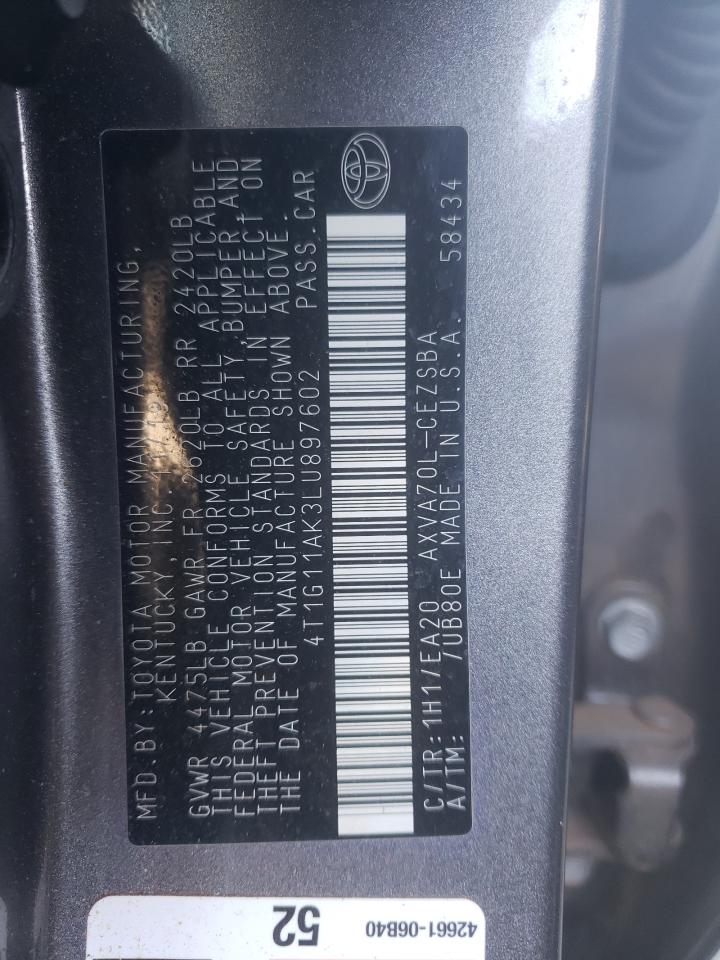 MFD.BY:TOYOTA MOTOR MANUFACTURING,
KENTUCKY,INC.
GVWR 4475LB GAWR FR 2620LB RR 2420LB
THIS VEHICLE CONFORMS TO ALL APPLICABLE
FEDERAL MOTOR VEHICLE SAFETY,BUMPER,AND
THEFT PREVENTION STANDARDS IN EFFECT ON
THE DATE OF MANUFACTURE SHOWN ABOVE.
4T1G11AK3LU897602 PASS.CAR
C/TR:1H1/EA20 AXVA70L-CEZSBA
A/TM: /UB80E MADE IN U.S.A. 58434
52
42661-06B40